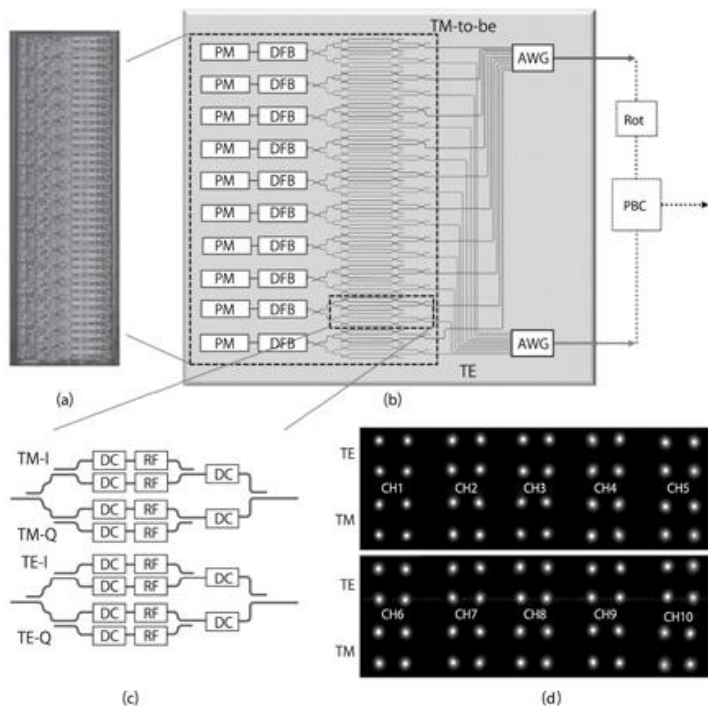 TM-to-be
PM DFB AWG
PM DFB
PM DFB Rot
PM DFB
PM DFB PBC
PM DFB
PM DFB
PM DFB
PM DFB
PM DFB AWG
TE
(a) (b)
TM-I DC RF
DC RF DC
DC RF DC
TM-Q DC RF
TE-I DC RF
DC RF DC
DC RF DC
TE-Q DC RF
(c)
TE
CH1 CH2 CH3 CH4 CH5
TM
TE
CH6 CH7 CH8 CH9 CH10
TM
(d)